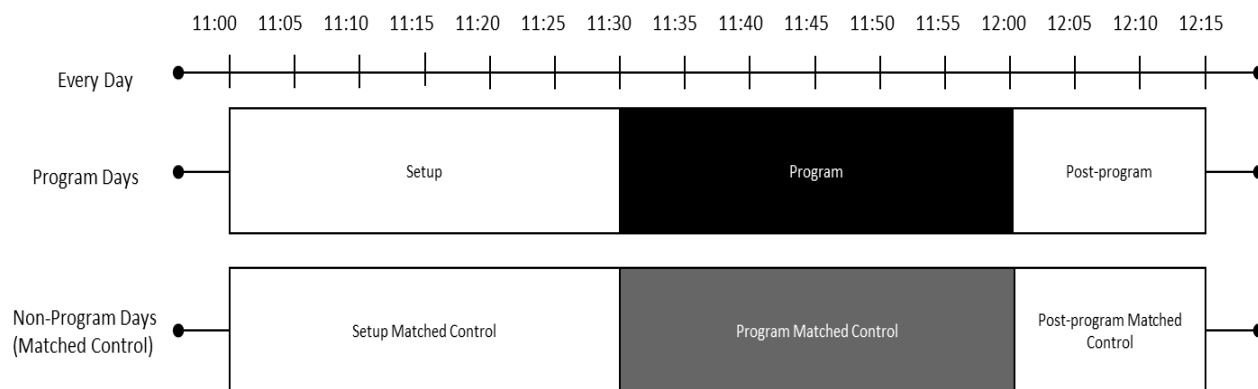 11:00 11:05 11:10 11:15 11:20 11:25 11:30 11:35 11:40 11:45 11:50 11:55 12:00 12:05 12:10 12:15
Every Day
Program Days
Setup
Program
Post-program
Non-Program Days
(Matched Control)
Setup Matched Control
Program Matched Control
Post-program Matched
Control